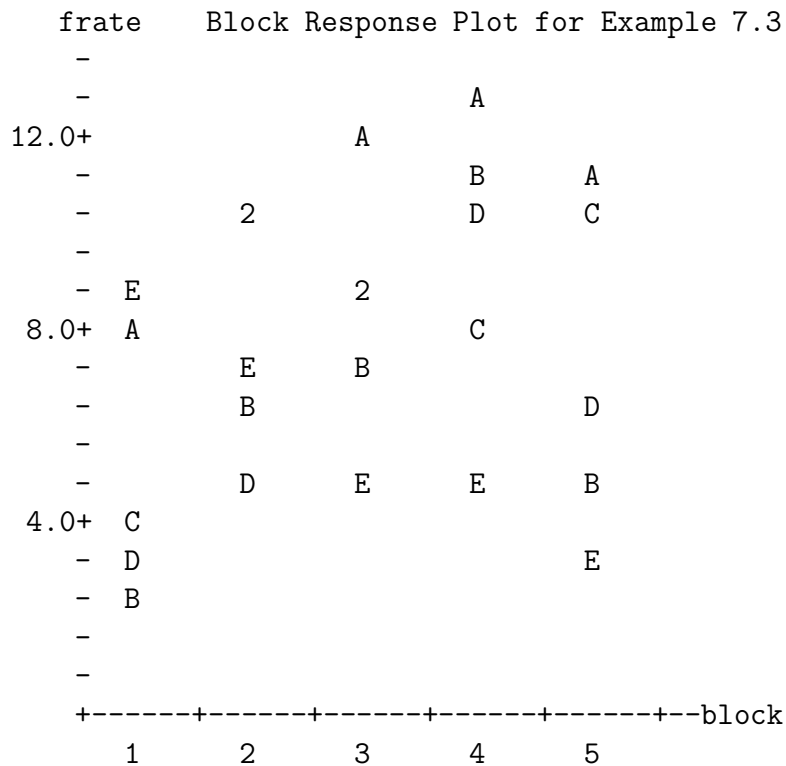 frate    Block Response Plot for Example 7.3
-
-                    A
12.0+              A
-                    B      A
-        2           D      C
-
-  E           2
8.0+  A                    C
-        E      B
-        B                  D
-
-        D      E      E      B
4.0+  C
-  D                         E
-  B
-
-
+------+------+------+------+------+--block
1      2      3      4      5